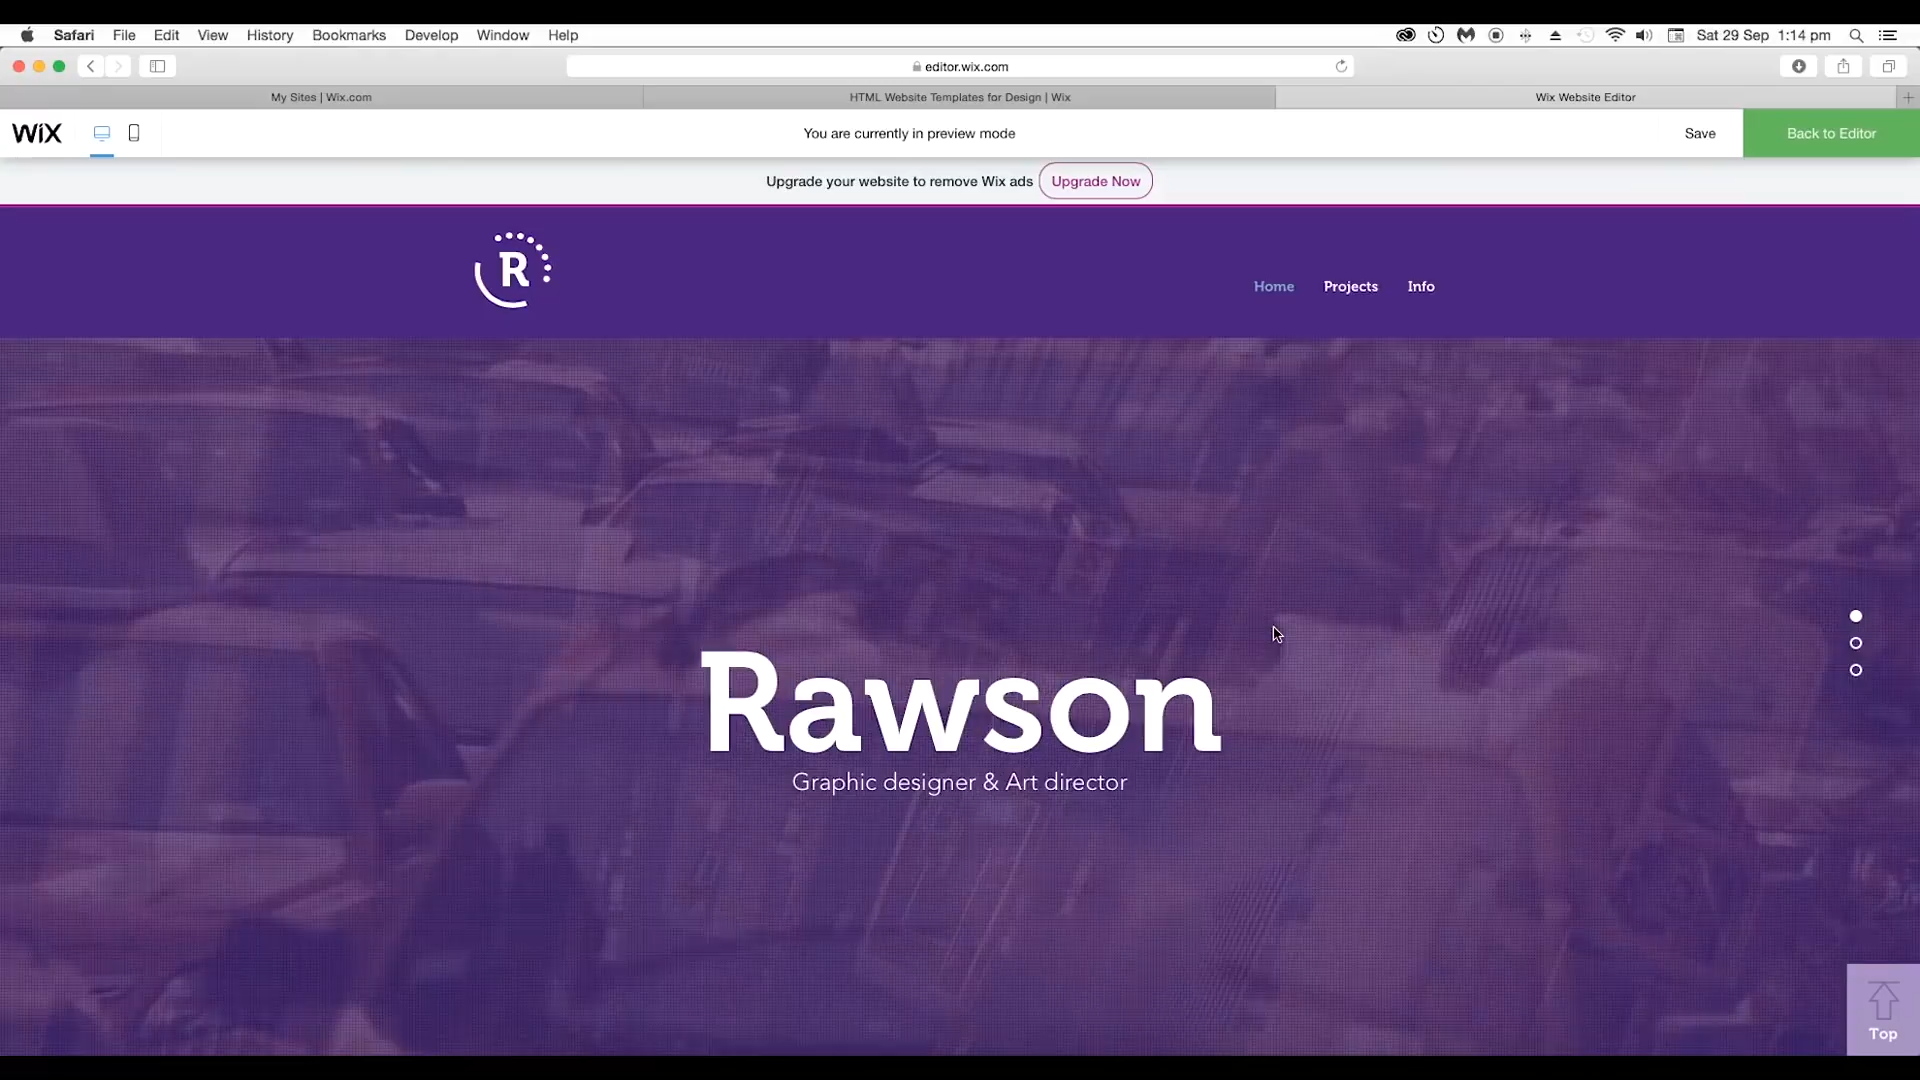 Safari File Edit View History Bookmarks Develop Window Help Sat 29 Sep 1:14 pm
editor.wix.com
My Sites | Wix.com HTML Website Templates for Design | Wix Wix Website Editor
WiX You are currently in preview mode Save Back to Editor
Upgrade your website to remove Wix ads Upgrade Now
R
Home Projects Info
Rawson
Graphic designer & Art director
Top